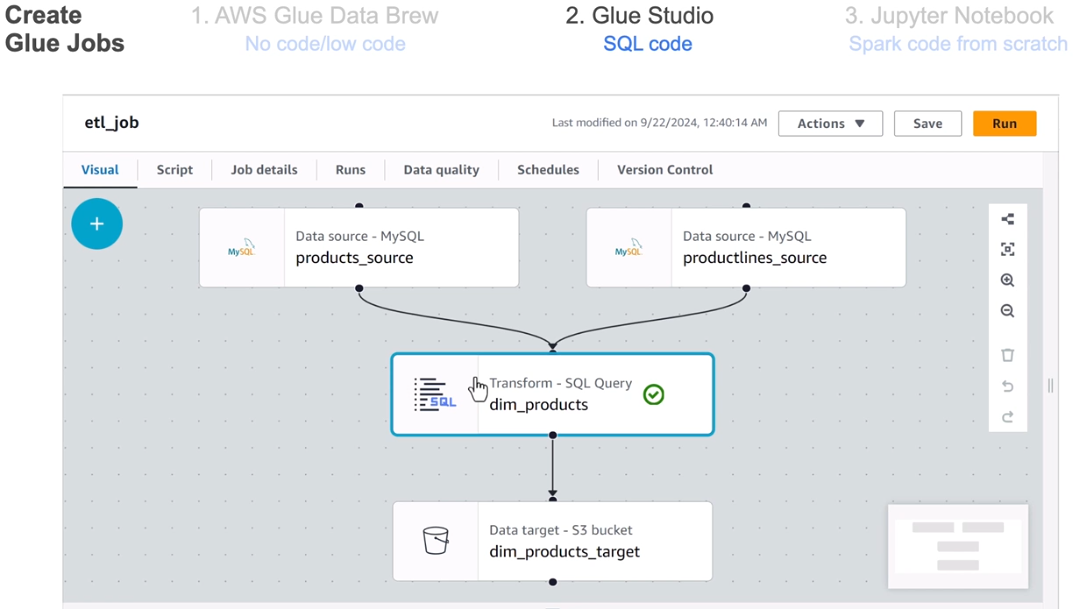 Create
Glue Jobs
1. AWS Glue Data Brew
No code/low code
2. Glue Studio
SQL code
3. Jupyter Notebook
Spark code from scratch
etl_job
Last modified on 9/22/2024, 12:40:14 AM
Actions
Save
Run
Visual
Script
Job details
Runs
Data quality
Schedules
Version Control
MySQL
Data source - MySQL
products_source
MySQL
Data source - MySQL
productlines_source
SQL
Transform - SQL Query
dim_products
Data target - S3 bucket
dim_products_target